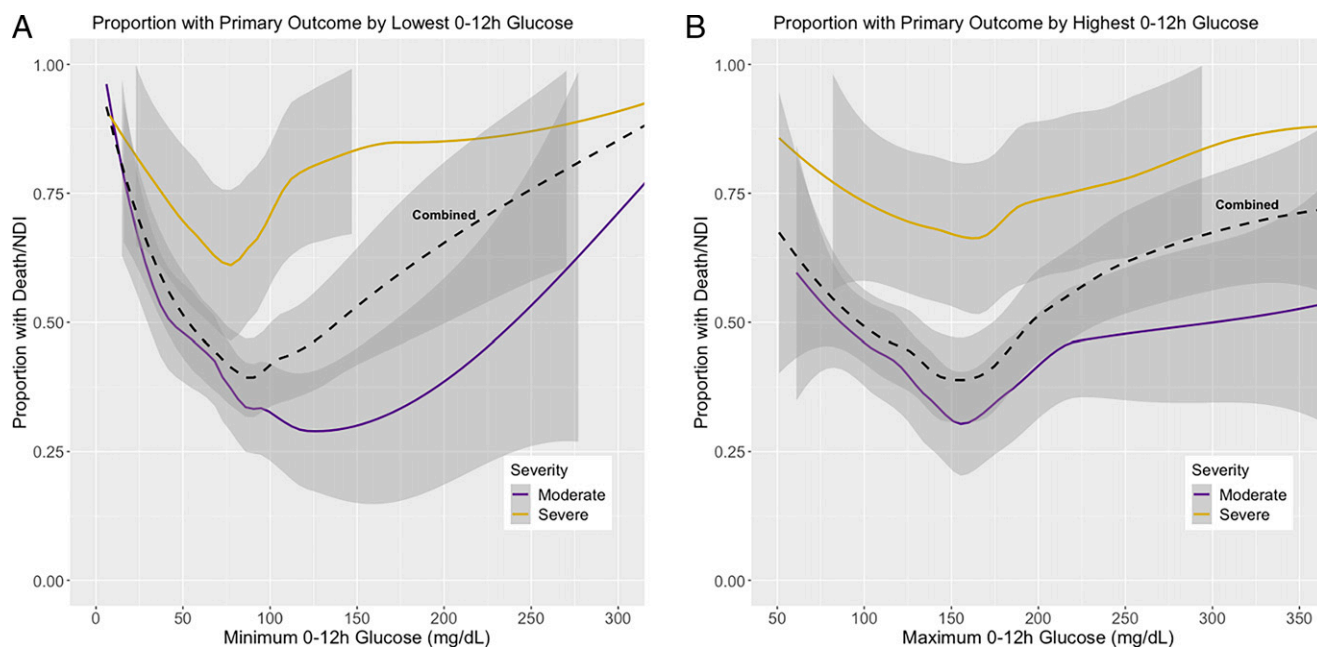 A
Proportion with Primary Outcome by Lowest 0-12h Glucose
Proportion with Death/NDI
1.00
0.75
0.50
0.25
0.00
Combined
Severity
Moderate
Severe
0
50
100
150
200
250
300
Minimum 0-12h Glucose (mg/dL)
B
Proportion with Primary Outcome by Highest 0-12h Glucose
Proportion with Death/NDI
1.00
0.75
0.50
0.25
0.00
Combined
Severity
Moderate
Severe
50
100
150
200
250
300
350
Maximum 0-12h Glucose (mg/dL)